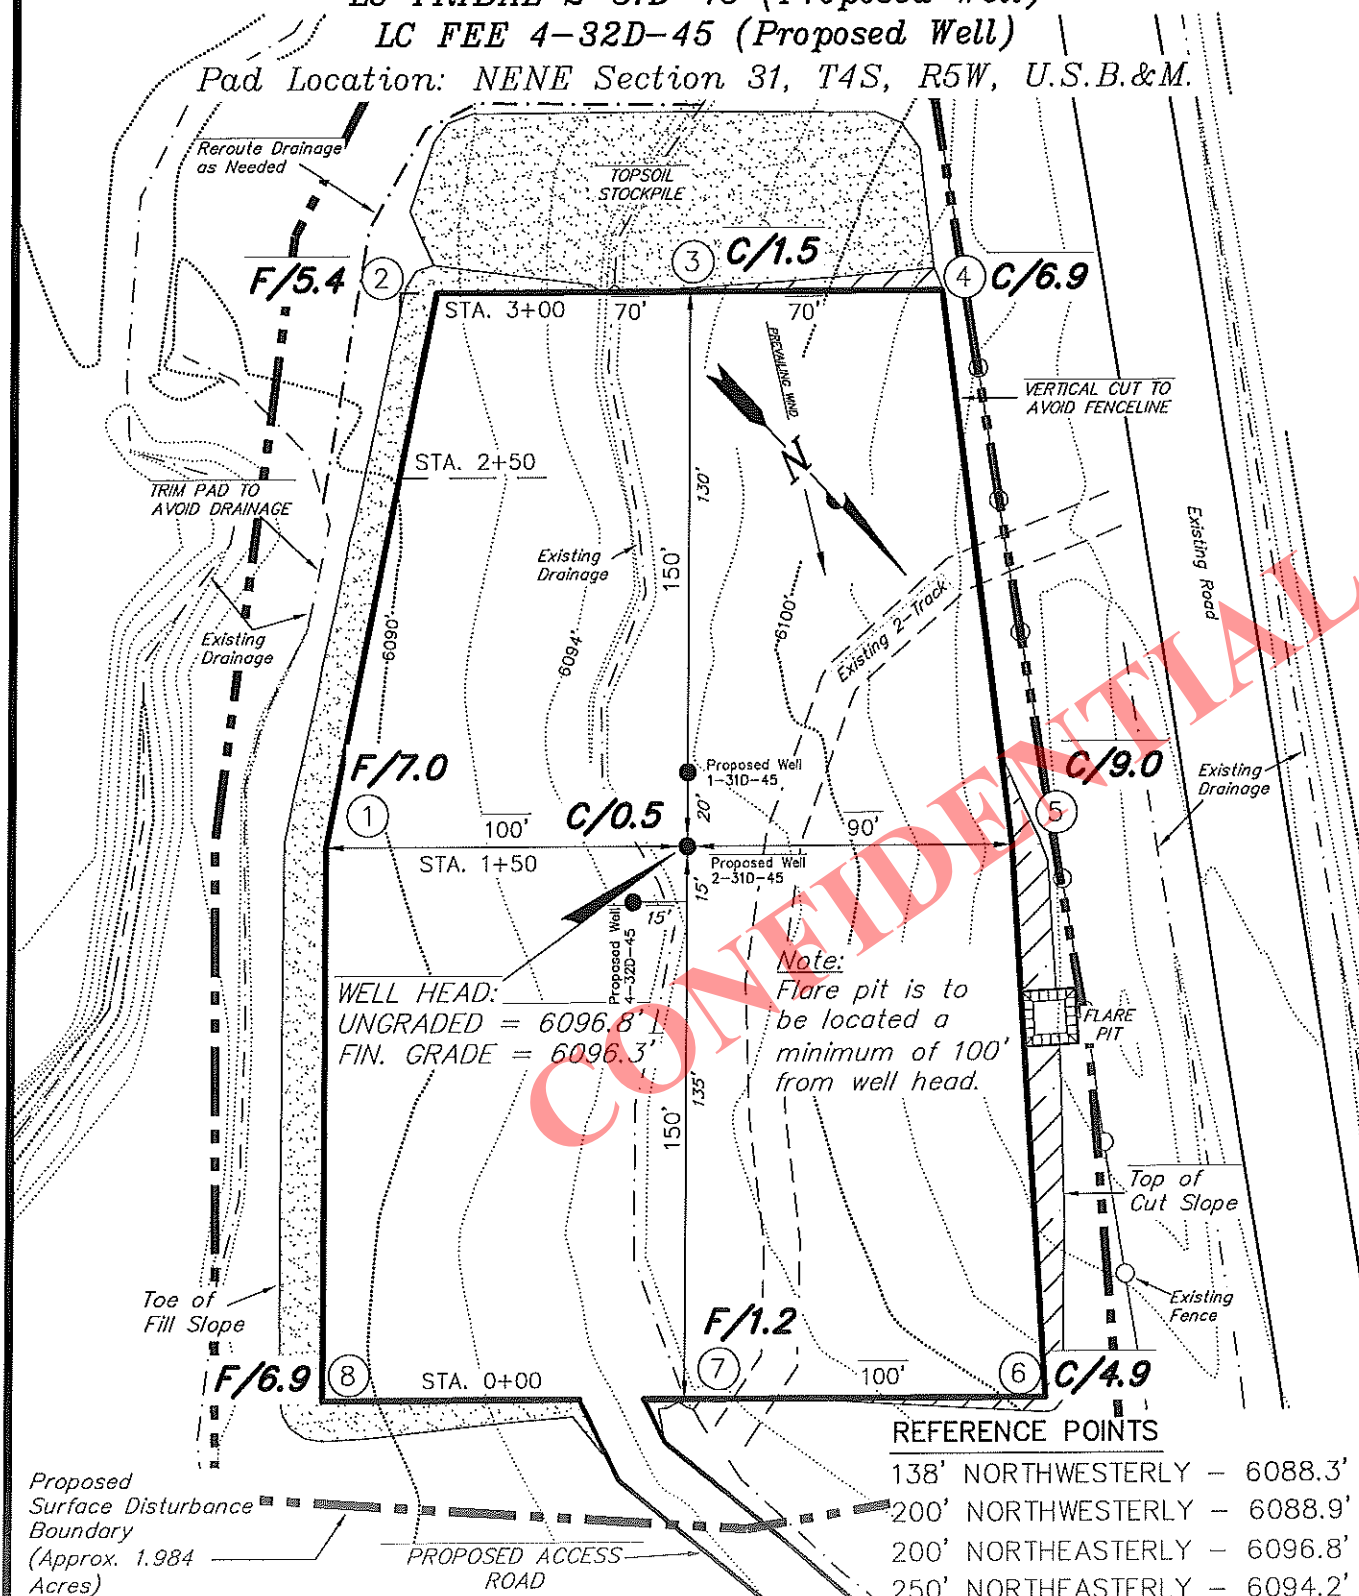 LC FEE 4-32D-45 (Proposed Well)
Pad Location: NENE Section 31, T4S, R5W, U.S.B.&M.
Reroute Drainage
as Needed
TOPSOIL
STOCKPILE
F/5.4
2
3
C/1.5
4
C/6.9
STA. 3+00
70'
70'
PREVAILING WIND
N
VERTICAL CUT TO
AVOID FENCELINE
STA. 2+50
130'
TRIM PAD TO
AVOID DRAINAGE
Existing
Drainage
150'
Existing Road
6090'
6094'
6100'
Existing 2-Track
Existing
Drainage
F/7.0
1
Proposed Well
1-31D-45
C/9.0
5
Existing
Drainage
100'
C/0.5
20'
90'
STA. 1+50
Proposed Well
2-31D-45
15'
15'
Proposed Well
4-32D-45
WELL HEAD:
UNGRADED = 6096.8'
FIN. GRADE = 6096.3'
Note:
Flare pit is to
be located a
minimum of 100'
from well head.
FLARE
PIT
CONFIDENTIAL
135'
150'
Top of
Cut Slope
Toe of
Fill Slope
Existing
Fence
F/6.9
8
STA. 0+00
F/1.2
7
100'
6
C/4.9
REFERENCE POINTS
138' NORTHWESTERLY - 6088.3'
200' NORTHWESTERLY - 6088.9'
200' NORTHEASTERLY - 6096.8'
250' NORTHEASTERLY - 6094.2'
Proposed
Surface Disturbance
Boundary
(Approx. 1.984
Acres)
PROPOSED ACCESS
ROAD